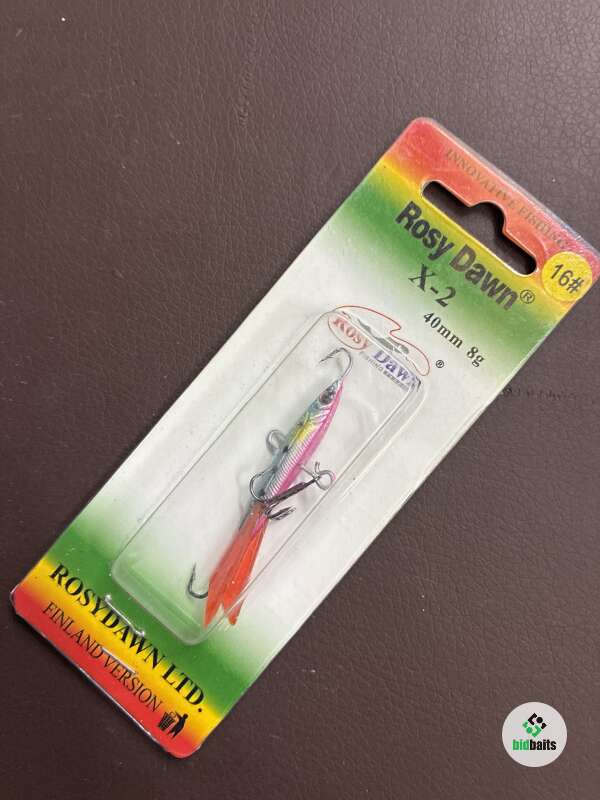 INNOVATIVE FISHING
16#
Rosy Dawn®
X-2
40mm 8g
Rosy Dawn
®
ROSYDAWN LTD.
FINLAND VERSION
bidbaits